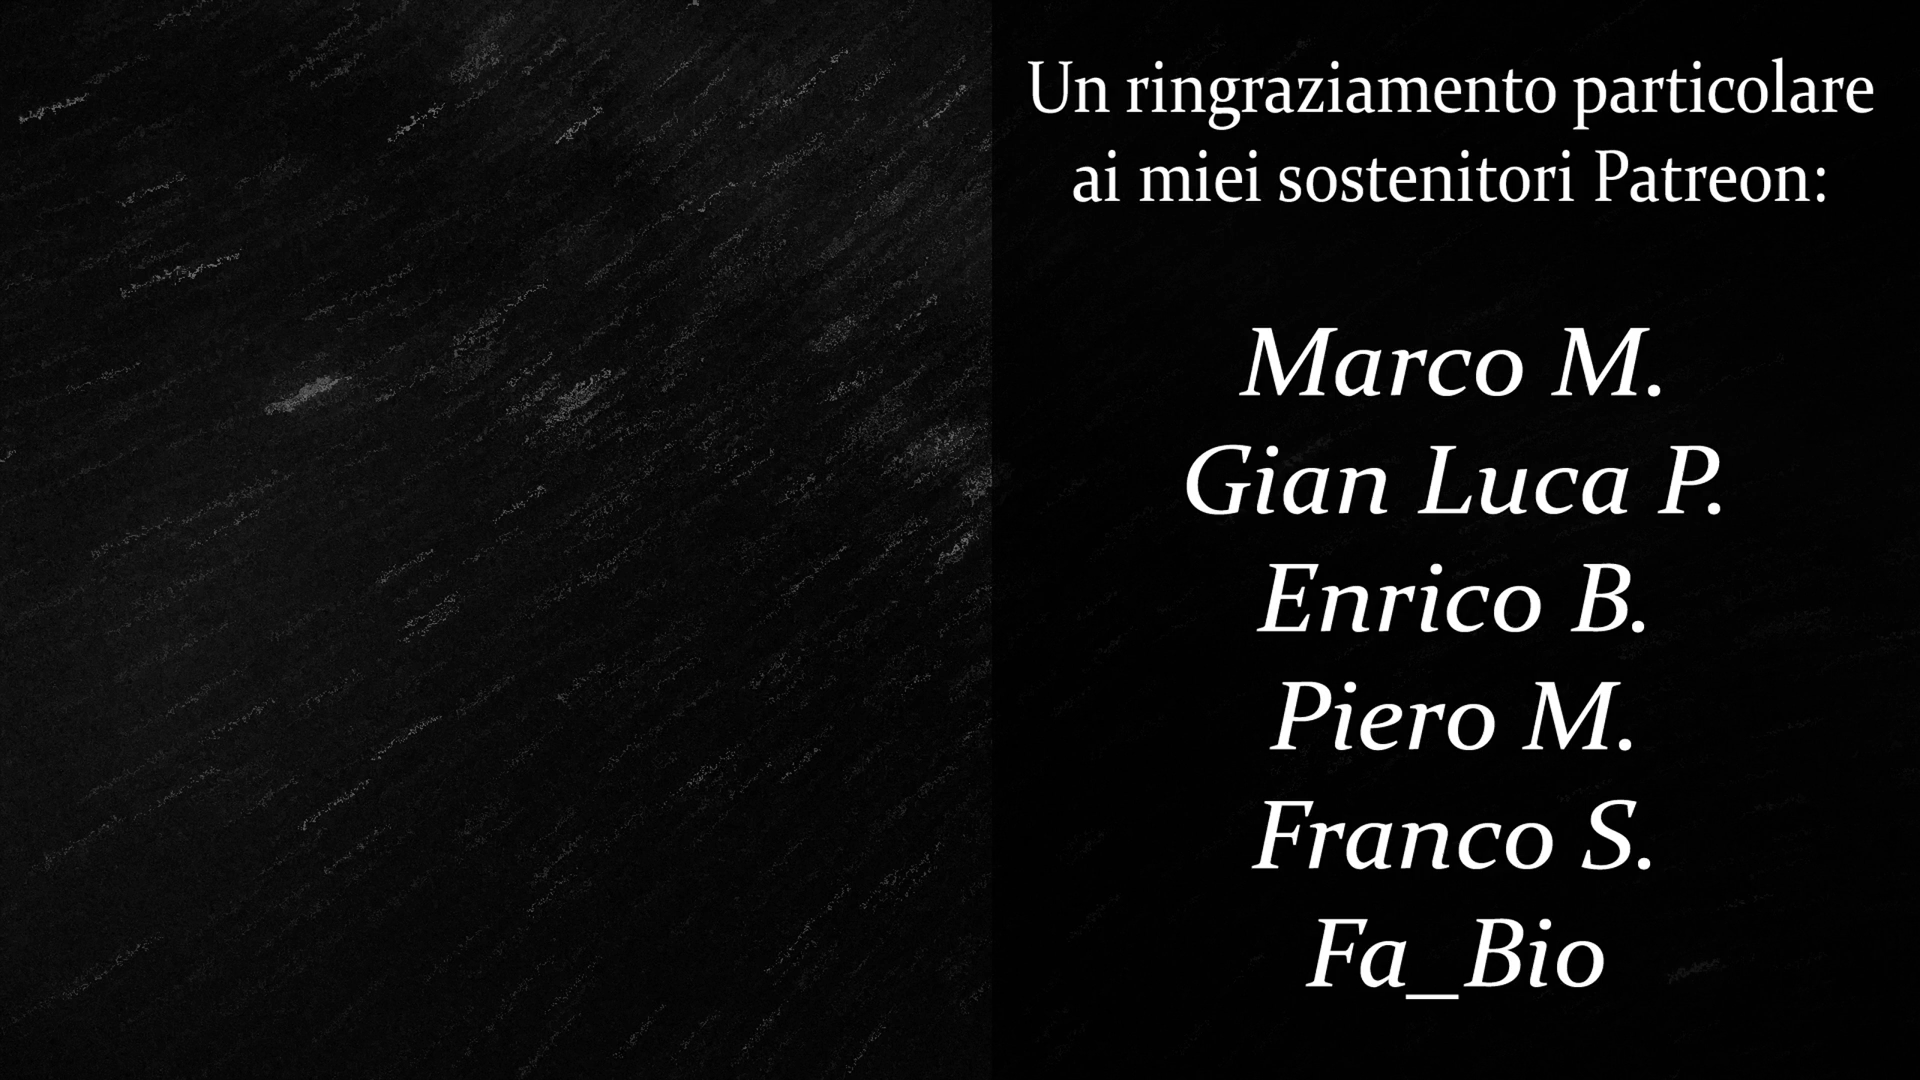 Un ringraziamento particolare
ai miei sostenitori Patreon:
Marco M.
Gian Luca P.
Enrico B.
Piero M.
Franco S.
Fa_Bio